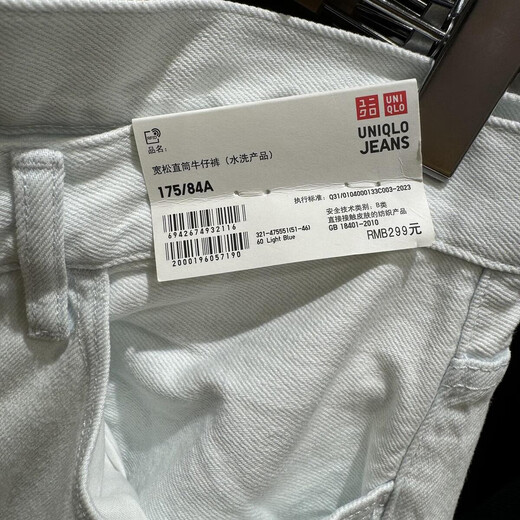 ユニ
クロ
UNI
QLO
UNIQLO
JEANS
品名:
宽松直筒牛仔裤（水洗产品）
175/84A
执行标准: Q31/0104000133C003-2023
安全技术类别: B类
直接接触皮肤的纺织产品
GB 18401-2010
6942674932116
2000196057190
321-475551(51-46)
60 Light Blue
RMB299元